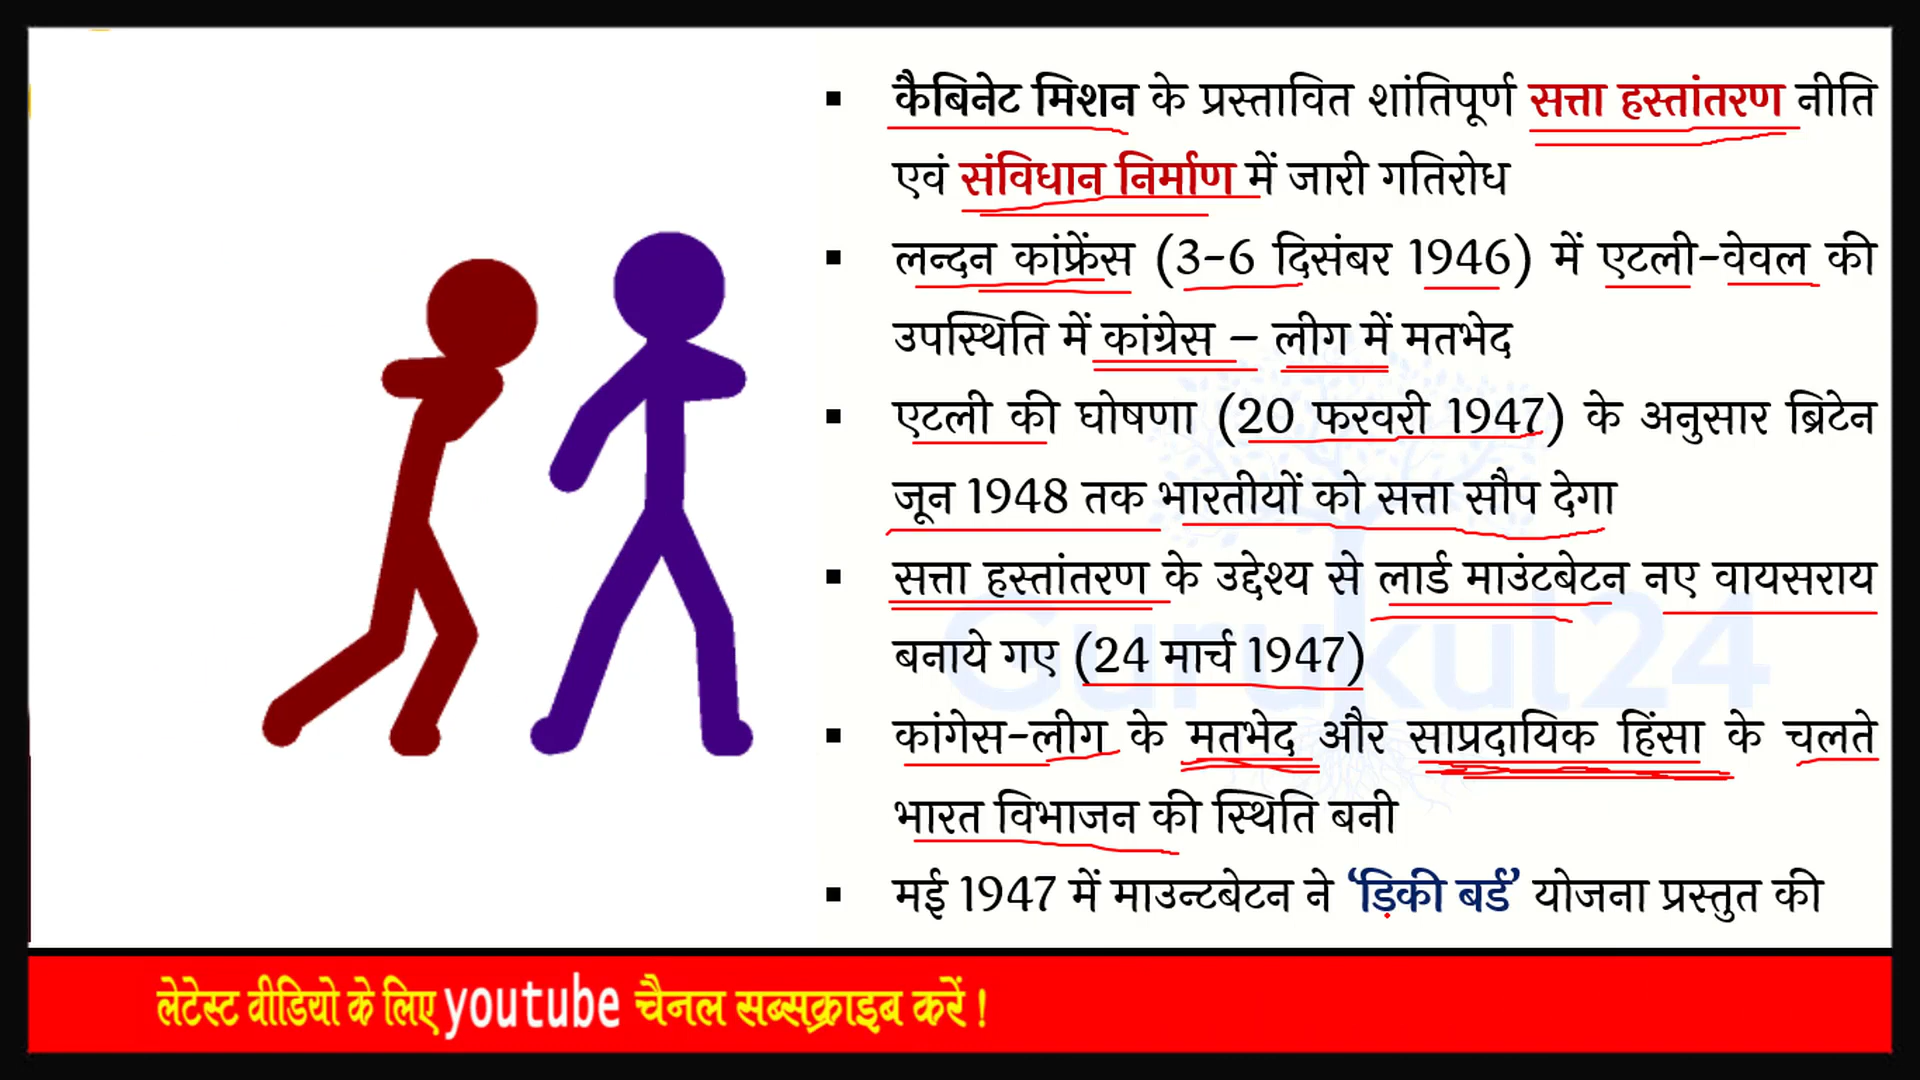 ▪ कैबिनेट मिशन के प्रस्तावित शांतिपूर्ण सत्ता हस्तांतरण नीति
एवं संविधान निर्माण में जारी गतिरोध
▪ लन्दन कांफ्रेंस (3-6 दिसंबर 1946) में एटली-वेवल की
उपस्थिति में कांग्रेस – लीग में मतभेद
▪ एटली की घोषणा (20 फरवरी 1947) के अनुसार ब्रिटेन
जून 1948 तक भारतीयों को सत्ता सौप देगा
▪ सत्ता हस्तांतरण के उद्देश्य से लार्ड माउंटबेटन नए वायसराय
बनाये गए (24 मार्च 1947)
▪ कांगेस-लीग के मतभेद और साप्रदायिक हिंसा के चलते
भारत विभाजन की स्थिति बनी
▪ मई 1947 में माउन्टबेटन ने ‘डिकी बर्ड’ योजना प्रस्तुत की
Gurukul24
लेटेस्ट वीडियो के लिए youtube चैनल सब्सक्राइब करें !